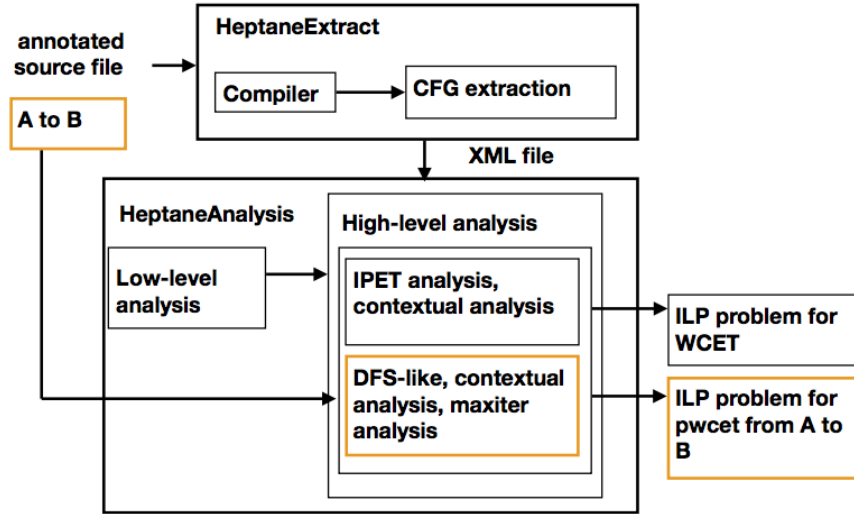 HeptaneExtract
annotated
source file
Compiler
CFG extraction
A to B
XML file
HeptaneAnalysis
High-level analysis
Low-level
analysis
IPET analysis,
contextual analysis
ILP problem for
WCET
DFS-like, contextual
analysis, maxiter
analysis
ILP problem for
pwcet from A to
B